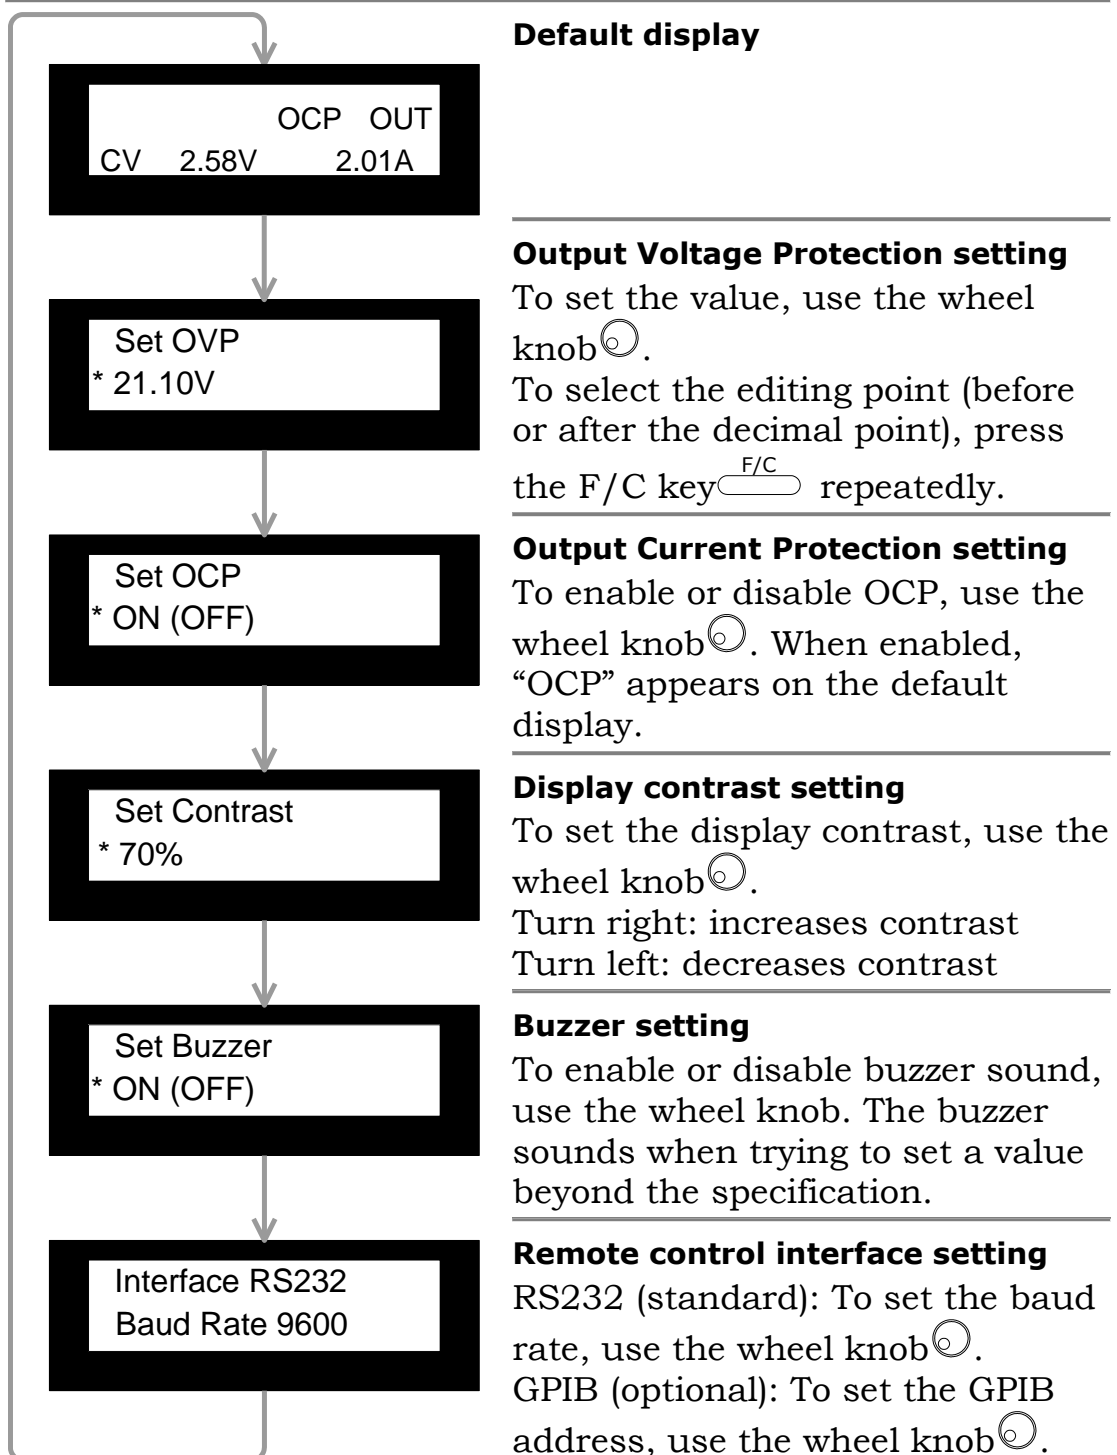 Default display
OCP OUT
CV 2.58V 2.01A
Output Voltage Protection setting
To set the value, use the wheel
knob.
To select the editing point (before
or after the decimal point), press
F/C
the F/C key repeatedly.
Set OVP
* 21.10V
Output Current Protection setting
To enable or disable OCP, use the
wheel knob. When enabled,
“OCP” appears on the default
display.
Set OCP
* ON (OFF)
Display contrast setting
To set the display contrast, use the
wheel knob.
Turn right: increases contrast
Turn left: decreases contrast
Set Contrast
* 70%
Buzzer setting
To enable or disable buzzer sound,
use the wheel knob. The buzzer
sounds when trying to set a value
beyond the specification.
Set Buzzer
* ON (OFF)
Remote control interface setting
RS232 (standard): To set the baud
rate, use the wheel knob.
GPIB (optional): To set the GPIB
address, use the wheel knob.
Interface RS232
Baud Rate 9600